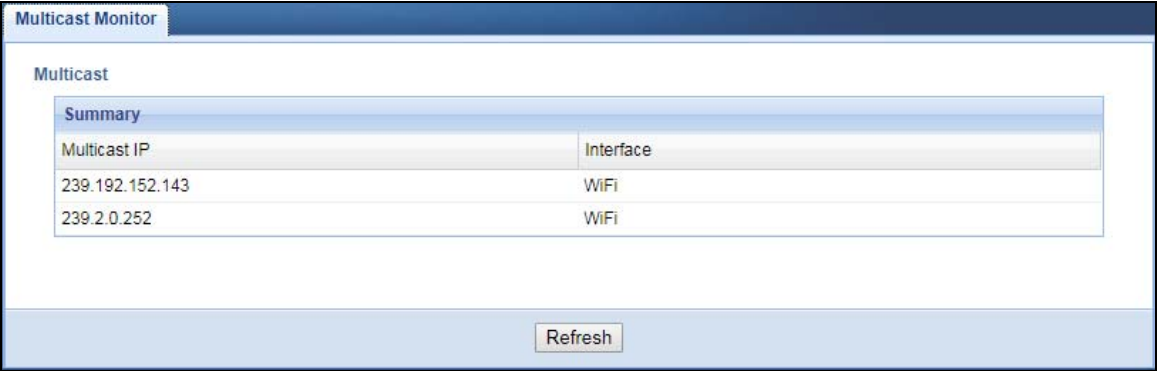 Multicast Monitor
Multicast
Summary
Multicast IP Interface
239.192.152.143 WiFi
239.2.0.252 WiFi
Refresh